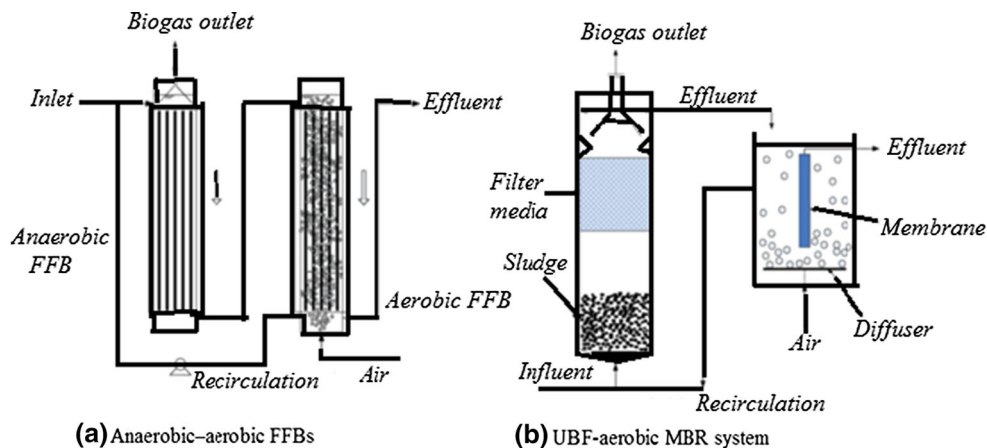 Biogas outlet
Inlet
Effluent
Anaerobic
FFB
Aerobic FFB
Recirculation
Air
(a) Anaerobic–aerobic FFBs
Biogas outlet
Effluent
Effluent
Filter
media
Membrane
Sludge
Diffuser
Air
Influent
Recirculation
(b) UBF-aerobic MBR system